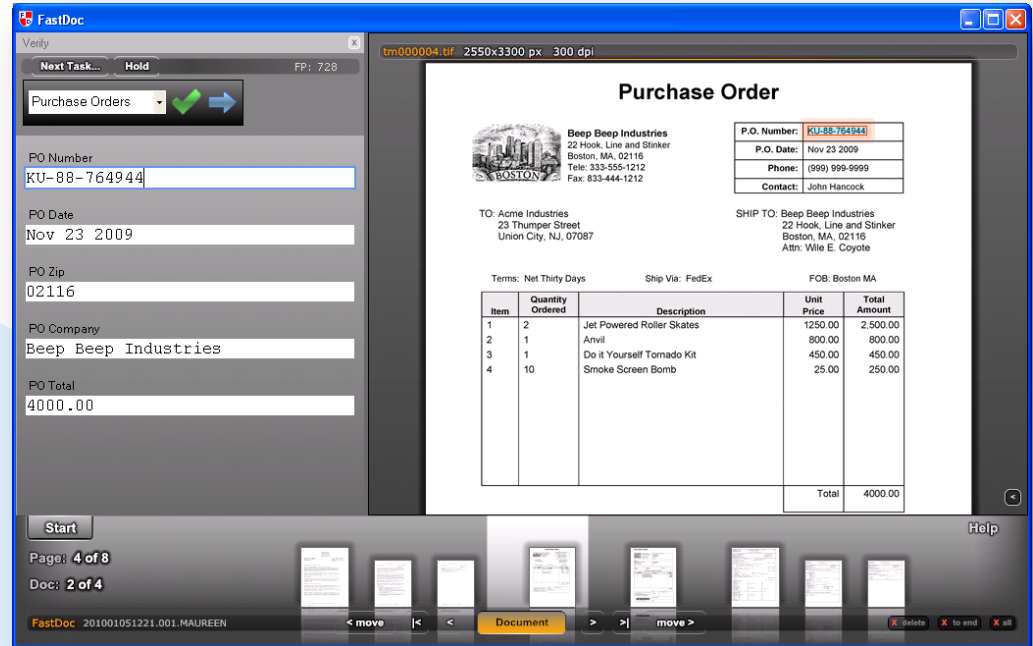 FastDoc
Verify
x
Next Task... Hold FP: 728
Purchase Orders
PO Number
KU-88-764944
PO Date
Nov 23 2009
PO Zip
02116
PO Company
Beep Beep Industries
PO Total
4000.00
tm000004.tif 2550x3300 px 300 dpi
Purchase Order
BOSTON
Beep Beep Industries
22 Hook, Line and Stinker
Boston, MA, 02116
Tele: 333-555-1212
Fax: 833-444-1212
P.O. Number: KU-88-764944
P.O. Date: Nov 23 2009
Phone: (999) 999-9999
Contact: John Hancock
TO: Acme Industries
23 Thumper Street
Union City, NJ, 07087
SHIP TO: Beep Beep Industries
22 Hook, Line and Stinker
Boston, MA, 02116
Attn: Wile E. Coyote
Terms: Net Thirty Days Ship Via: FedEx FOB: Boston MA
Item Quantity Ordered Description Unit Price Total Amount
1 2 Jet Powered Roller Skates 1250.00 2,500.00
2 1 Anvil 800.00 800.00
3 1 Do it Yourself Tornado Kit 450.00 450.00
4 10 Smoke Screen Bomb 25.00 250.00
Total 4000.00
<
Start
Help
Page: 4 of 8
Doc: 2 of 4
FastDoc 201001051221.001.MAUREEN
< move |< < Document > >| move >
X delete X to end X all